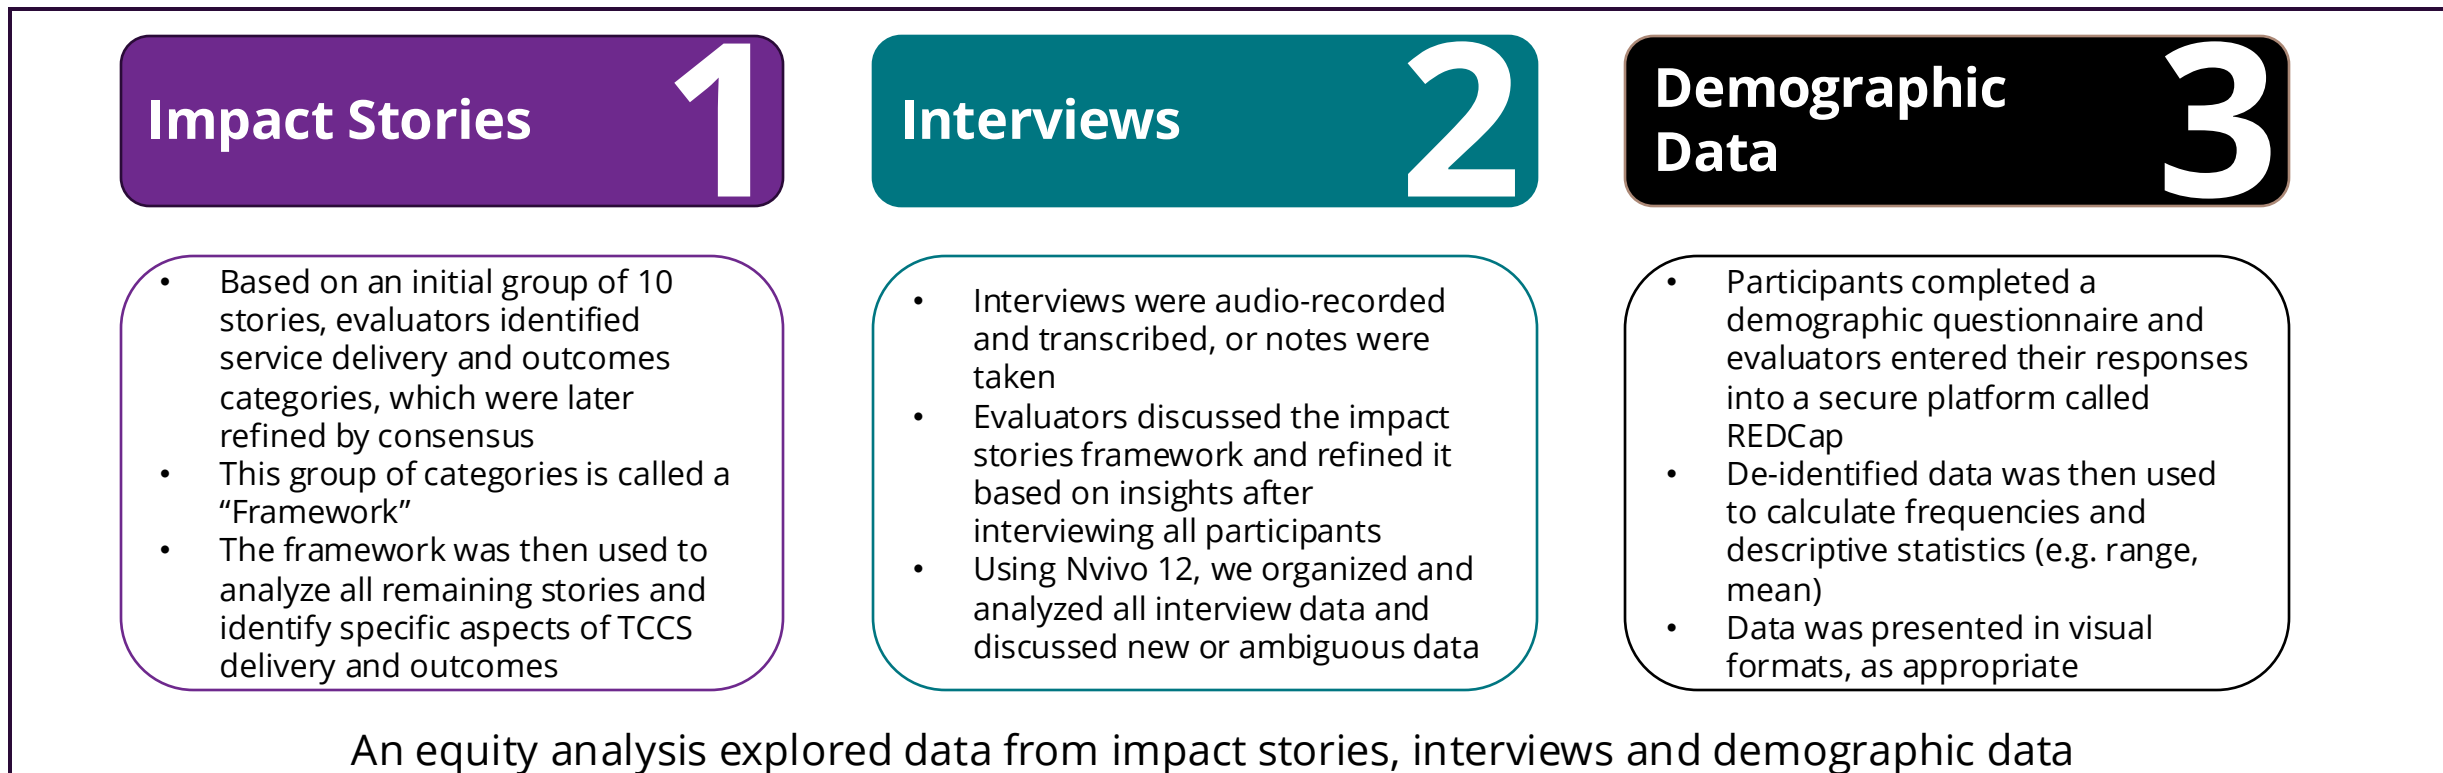 Impact Stories
1
• Based on an initial group of 10
stories, evaluators identified
service delivery and outcomes
categories, which were later
refined by consensus
• This group of categories is called a
“Framework”
• The framework was then used to
analyze all remaining stories and
identify specific aspects of TCCS
delivery and outcomes
Interviews
2
• Interviews were audio-recorded
and transcribed, or notes were
taken
• Evaluators discussed the impact
stories framework and refined it
based on insights after
interviewing all participants
• Using Nvivo 12, we organized and
analyzed all interview data and
discussed new or ambiguous data
Demographic
Data
3
• Participants completed a
demographic questionnaire and
evaluators entered their responses
into a secure platform called
REDCap
• De-identified data was then used
to calculate frequencies and
descriptive statistics (e.g. range,
mean)
• Data was presented in visual
formats, as appropriate
An equity analysis explored data from impact stories, interviews and demographic data